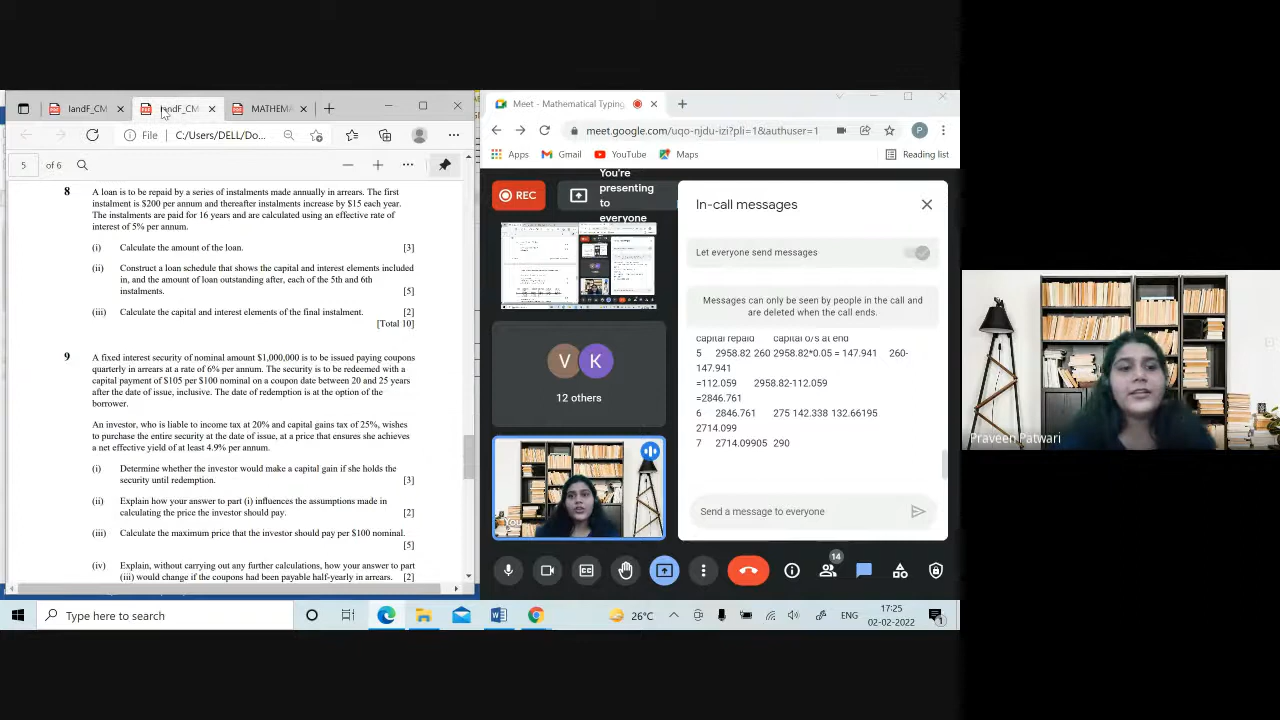 IandF_CM
IandF_CM
MATHEMA
File
C:/Users/DELL/Do...
5
of 6
8
A loan is to be repaid by a series of instalments made annually in arrears. The first
instalment is $200 per annum and thereafter instalments increase by $15 each year.
The instalments are paid for 16 years and are calculated using an effective rate of
interest of 5% per annum.
(i) Calculate the amount of the loan. [3]
(ii) Construct a loan schedule that shows the capital and interest elements included
in, and the amount of loan outstanding after, each of the 5th and 6th
instalments. [5]
(iii) Calculate the capital and interest elements of the final instalment. [2]
[Total 10]
9
A fixed interest security of nominal amount $1,000,000 is to be issued paying coupons
quarterly in arrears at a rate of 6% per annum. The security is to be redeemed with a
capital payment of $105 per $100 nominal on a coupon date between 20 and 25 years
after the date of issue, inclusive. The date of redemption is at the option of the
borrower.
An investor, who is liable to income tax at 20% and capital gains tax of 25%, wishes
to purchase the entire security at the date of issue, at a price that ensures she achieves
a net effective yield of at least 4.9% per annum.
(i) Determine whether the investor would make a capital gain if she holds the
security until redemption. [3]
(ii) Explain how your answer to part (i) influences the assumptions made in
calculating the price the investor should pay. [2]
(iii) Calculate the maximum price that the investor should pay per $100 nominal.
[5]
(iv) Explain, without carrying out any further calculations, how your answer to part
(iii) would change if the coupons had been payable half-yearly in arrears. [2]
Meet - Mathematical Typing
meet.google.com/uqo-njdu-izi?pli=1&authuser=1
P
Apps
Gmail
YouTube
Maps
Reading list
REC
You're
presenting
to
everyone
V
K
12 others
You
In-call messages
Let everyone send messages
Messages can only be seen by people in the call and
are deleted when the call ends.
capital repaid capital o/s at end
5 2958.82 260 2958.82*0.05 = 147.941 260-
147.941
=112.059 2958.82-112.059
=2846.761
6 2846.761 275 142.338 132.66195
2714.099
7 2714.09905 290
Send a message to everyone
14
Praveen Patwari
Type here to search
26°C
ENG
17:25
02-02-2022
1